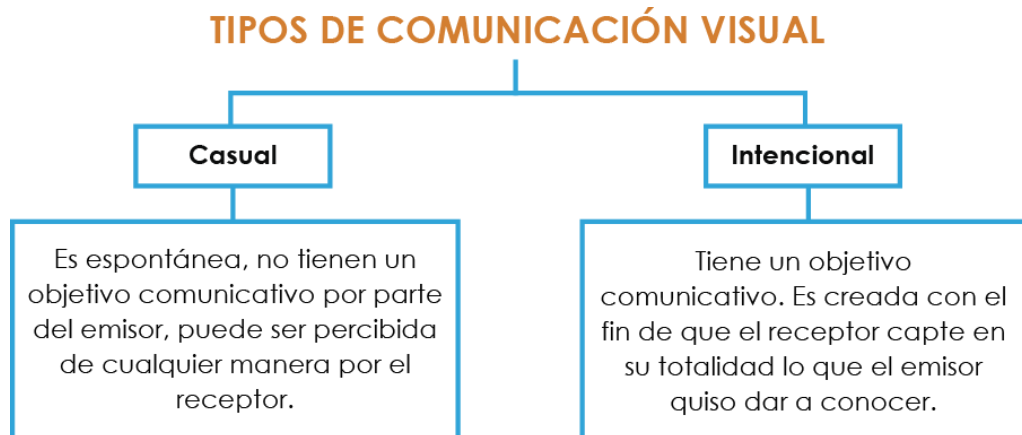 TIPOS DE COMUNICACIÓN VISUAL
Casual
Intencional
Es espontánea, no tienen un
objetivo comunicativo por parte
del emisor, puede ser percibida
de cualquier manera por el
receptor.
Tiene un objetivo
comunicativo. Es creada con el
fin de que el receptor capte en
su totalidad lo que el emisor
quiso dar a conocer.